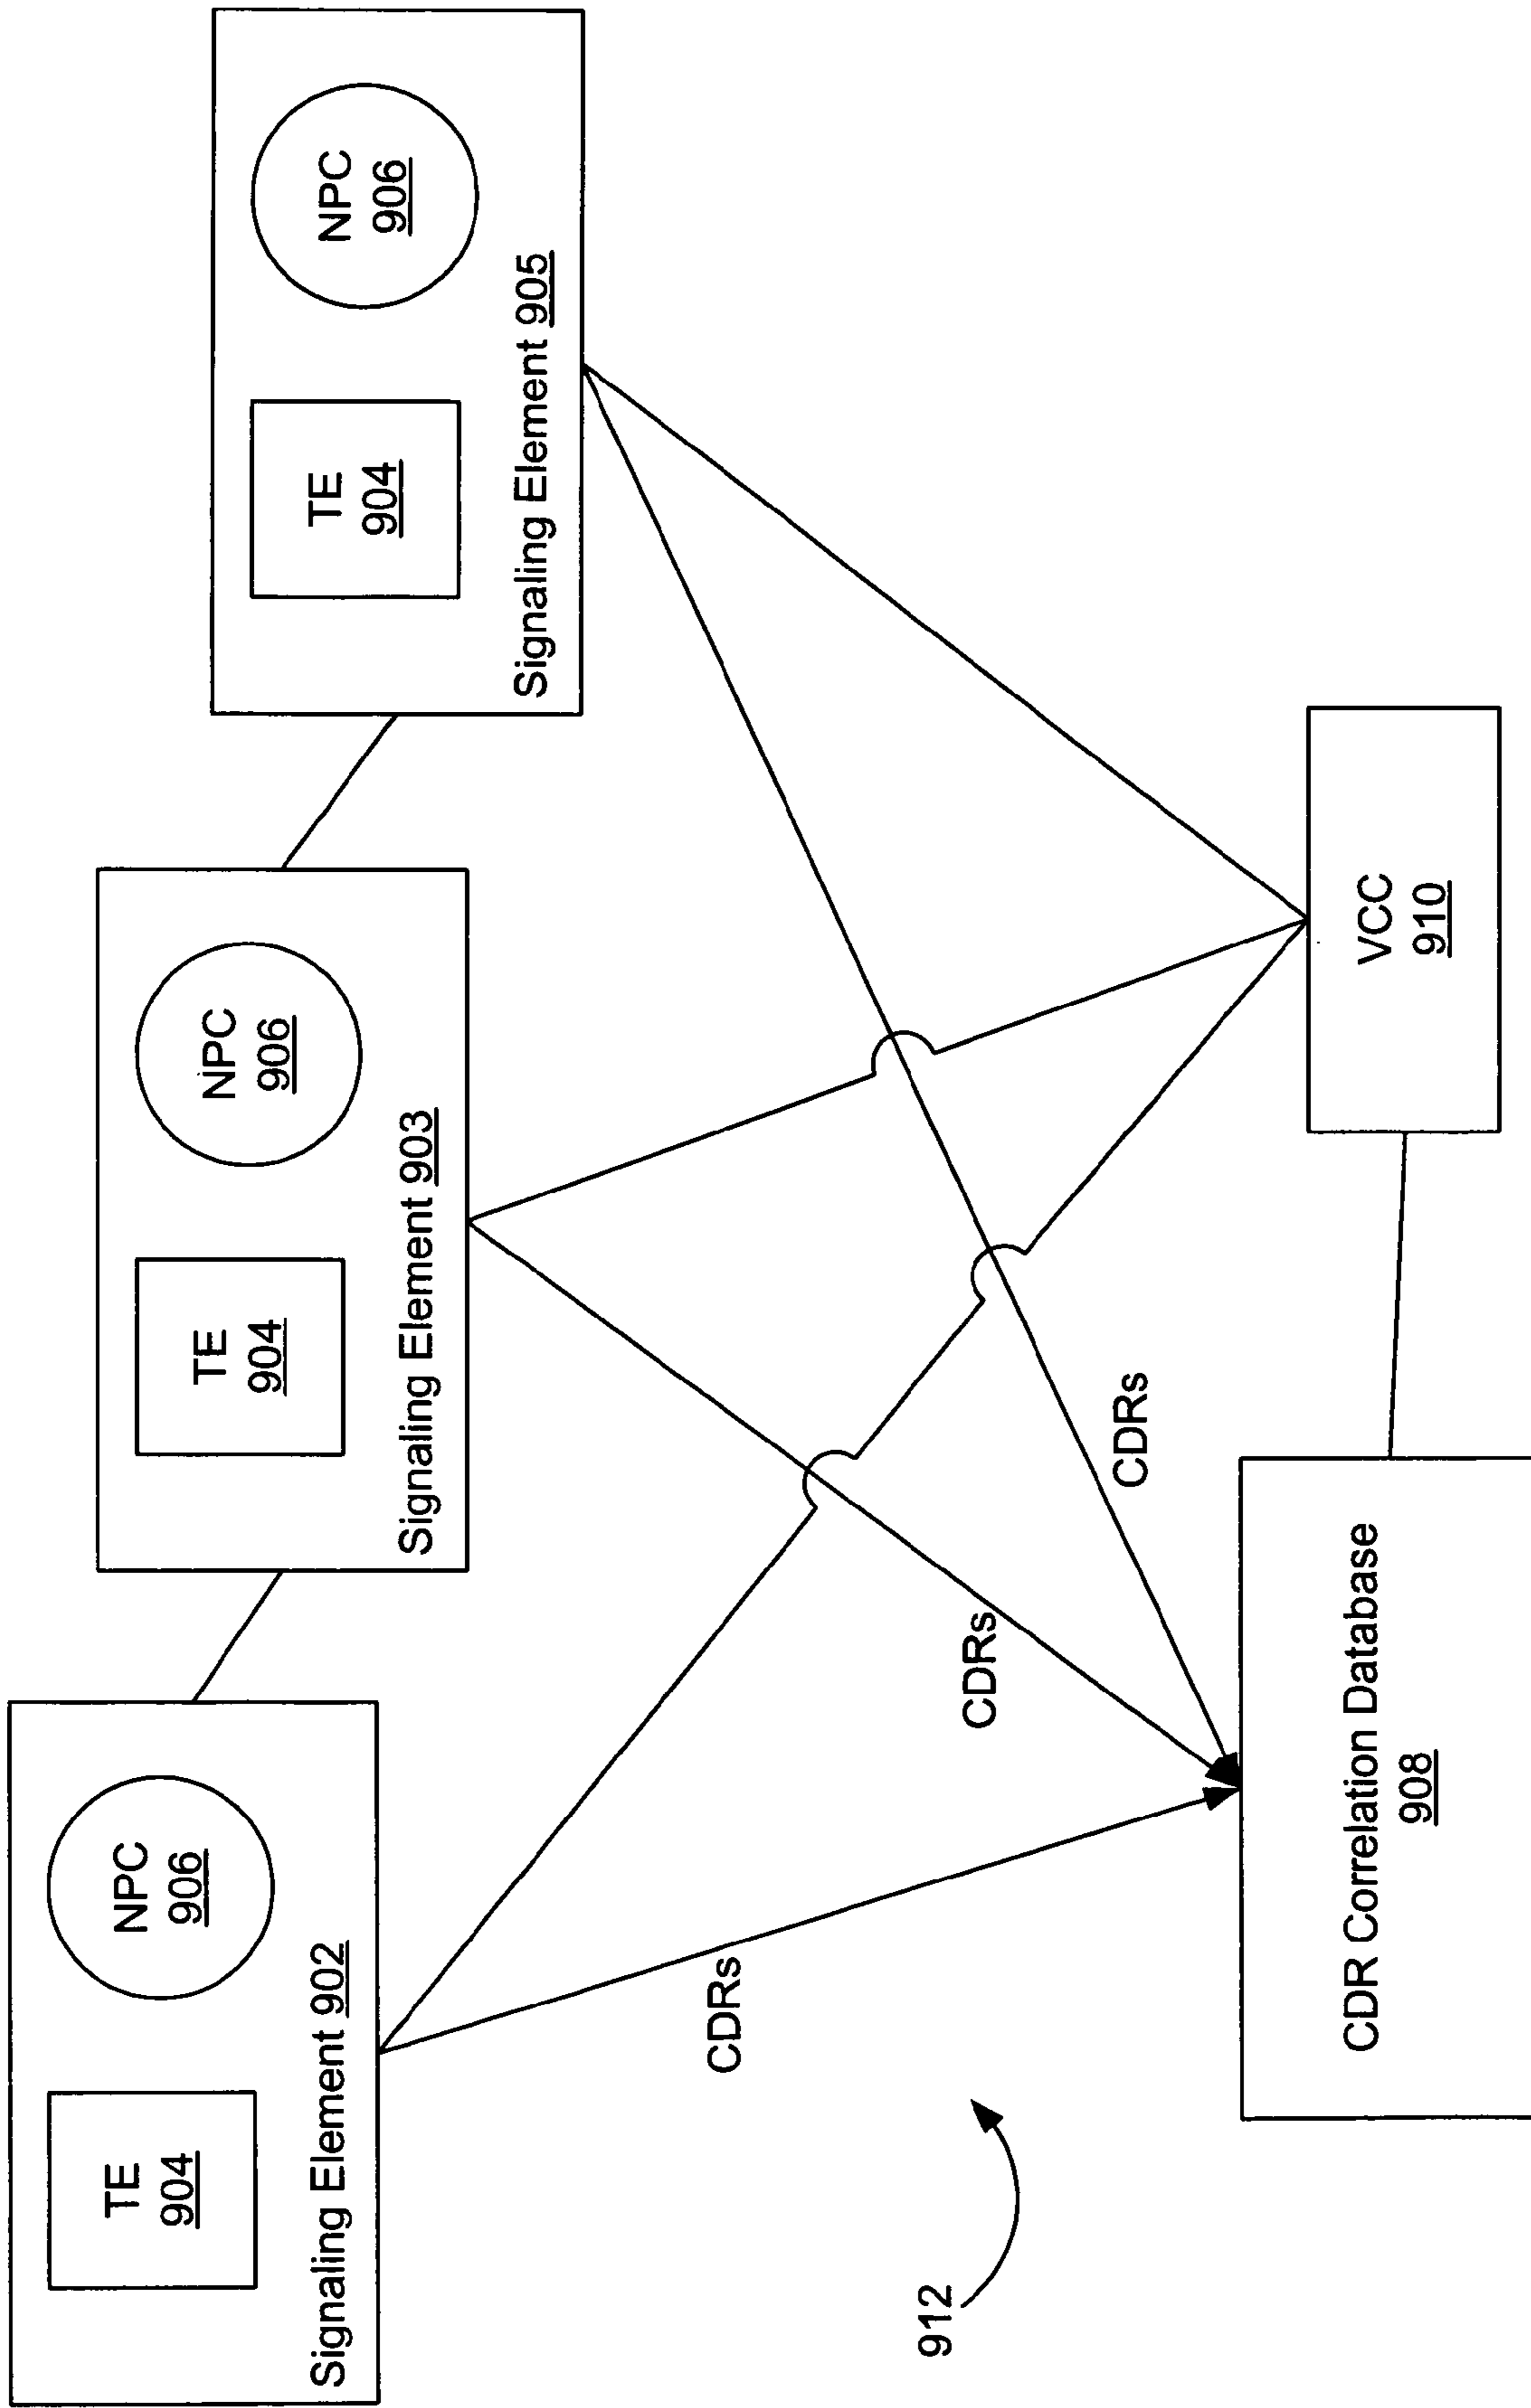 TE
904
NPC
906
Signaling Element 902
TE
904
NPC
906
Signaling Element 903
TE
904
NPC
906
Signaling Element 905
CDRs
CDRs
CDRs
912
CDR Correlation Database
908
VCC
910